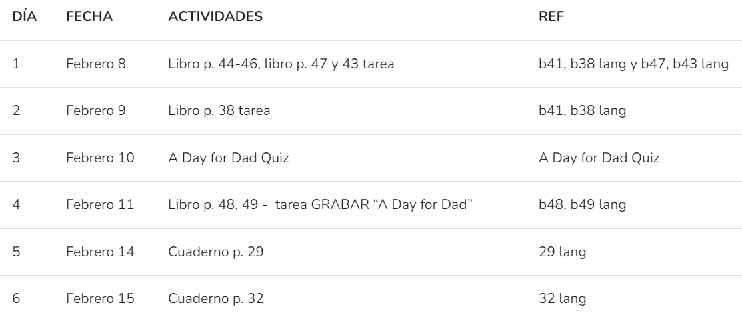 DÍA FECHA ACTIVIDADES REF
1 Febrero 8 Libro p. 44-46, libro p. 47 y 43 tarea b41, b38 lang y b47, b43 lang
2 Febrero 9 Libro p. 38 tarea b41, b38 lang
3 Febrero 10 A Day for Dad Quiz A Day for Dad Quiz
4 Febrero 11 Libro p. 48, 49 - tarea GRABAR “A Day for Dad” b48, b49 lang
5 Febrero 14 Cuaderno p. 29 29 lang
6 Febrero 15 Cuaderno p. 32 32 lang